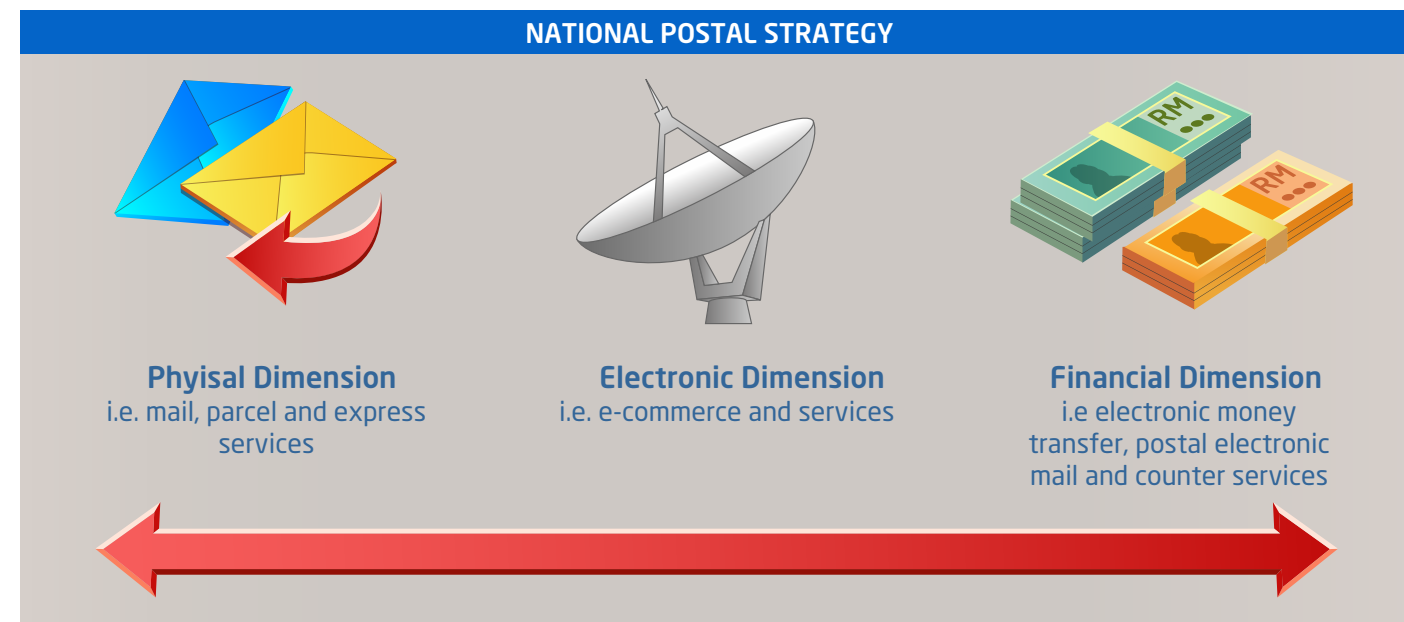 NATIONAL POSTAL STRATEGY
RM
RM
Phyisal Dimension
i.e. mail, parcel and express
services
Electronic Dimension
i.e. e-commerce and services
Financial Dimension
i.e electronic money
transfer, postal electronic
mail and counter services